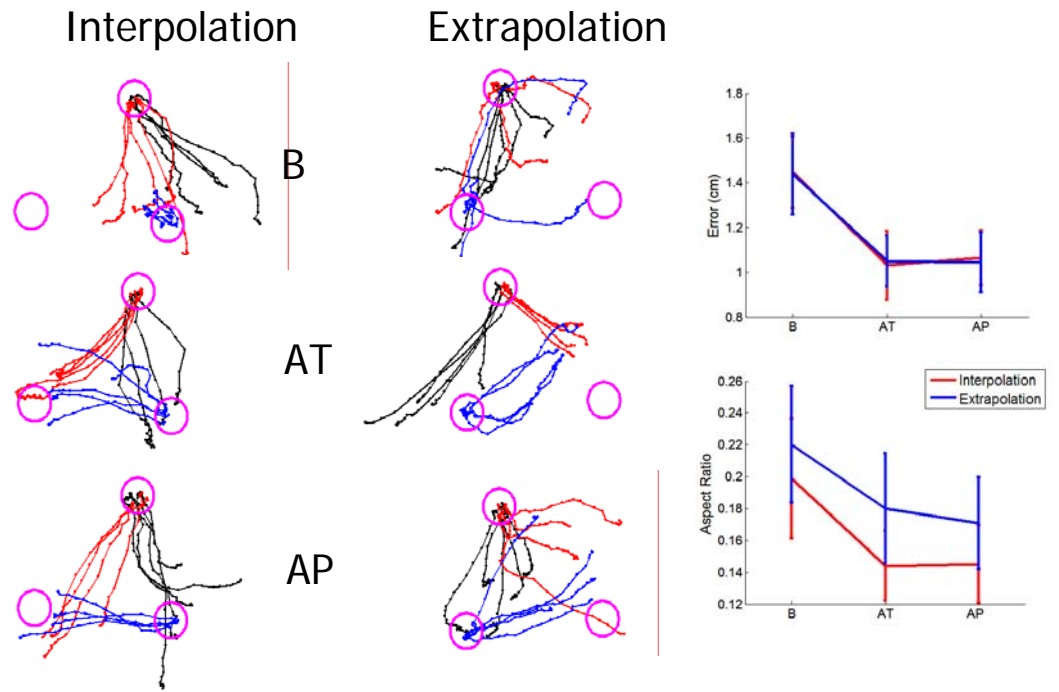 Interpolation
Extrapolation
B
AT
AP
1.8
1.6
1.4
1.2
1
0.8
Error (cm)
B AT AP
Interpolation
Extrapolation
0.26
0.24
0.22
0.2
0.18
0.16
0.14
0.12
Aspect Ratio
B AT AP